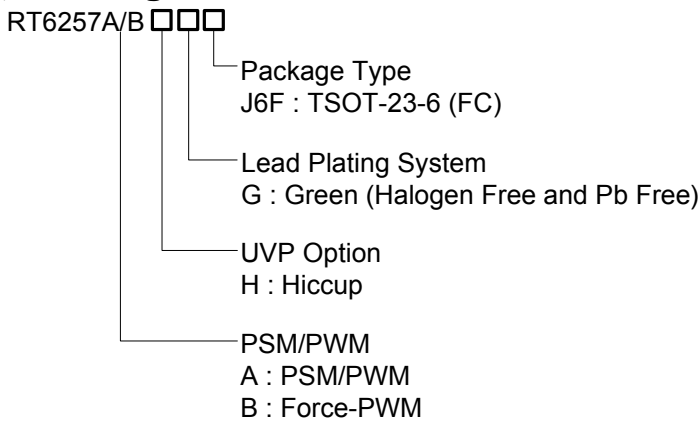 RT6257A/B □□□
Package Type
J6F : TSOT-23-6 (FC)
Lead Plating System
G : Green (Halogen Free and Pb Free)
UVP Option
H : Hiccup
PSM/PWM
A : PSM/PWM
B : Force-PWM